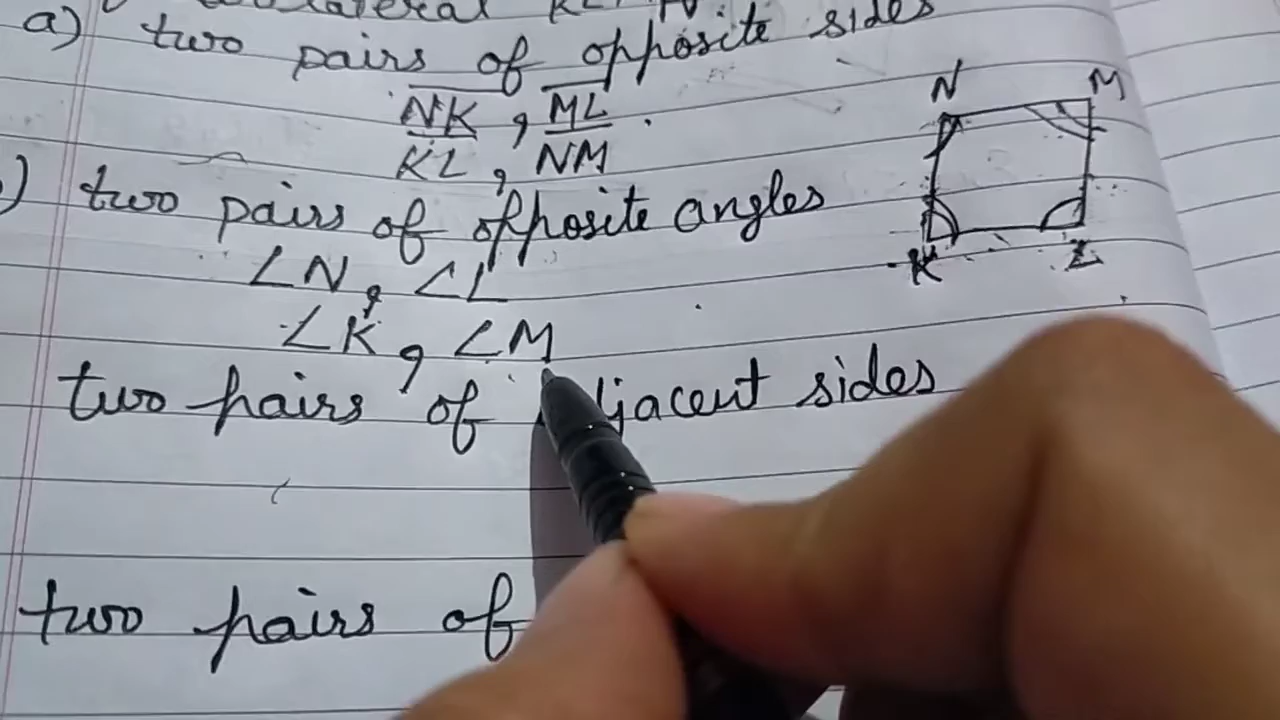 a) two pairs of opposite sides
NK, ML.
KL, NM
) two pairs of opposite angles
∠N, ∠L
∠K, ∠M
two pairs of adjacent sides
two pairs of
N M
K L